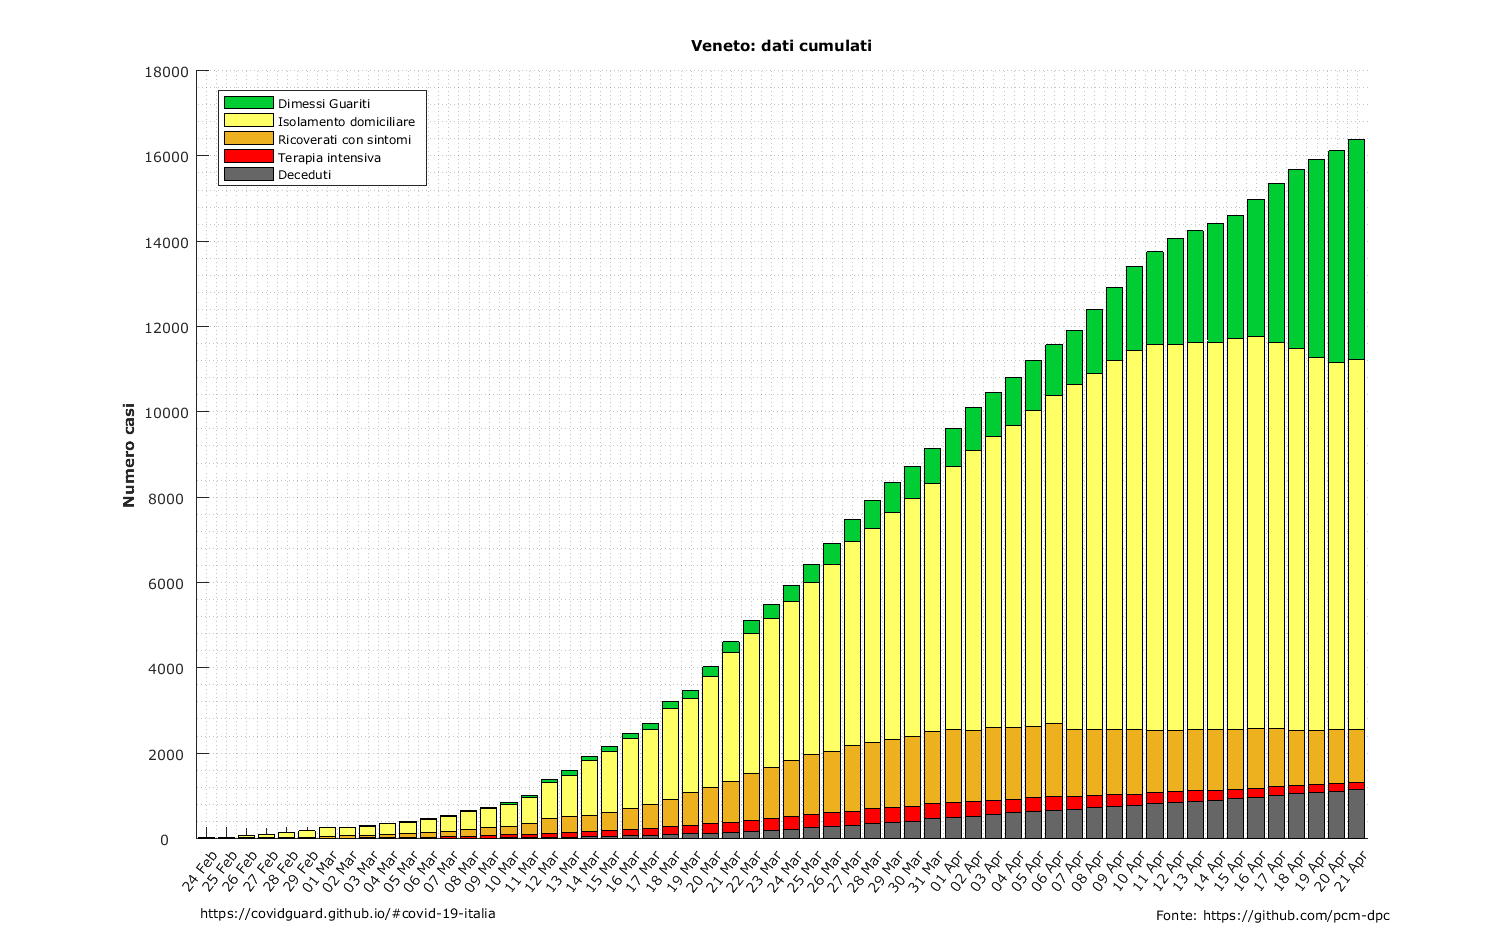 Veneto: dati cumulati
18000
16000
14000
12000
10000
8000
6000
4000
2000
0
Numero casi
Dimessi Guariti
Isolamento domiciliare
Ricoverati con sintomi
Terapia intensiva
Deceduti
24 Feb
25 Feb
26 Feb
27 Feb
28 Feb
29 Feb
01 Mar
02 Mar
03 Mar
04 Mar
05 Mar
06 Mar
07 Mar
08 Mar
09 Mar
10 Mar
11 Mar
12 Mar
13 Mar
14 Mar
15 Mar
16 Mar
17 Mar
18 Mar
19 Mar
20 Mar
21 Mar
22 Mar
23 Mar
24 Mar
25 Mar
26 Mar
27 Mar
28 Mar
29 Mar
30 Mar
31 Mar
01 Apr
02 Apr
03 Apr
04 Apr
05 Apr
06 Apr
07 Apr
08 Apr
09 Apr
10 Apr
11 Apr
12 Apr
13 Apr
14 Apr
15 Apr
16 Apr
17 Apr
18 Apr
19 Apr
20 Apr
21 Apr
https://covidguard.github.io/#covid-19-italia
Fonte: https://github.com/pcm-dpc